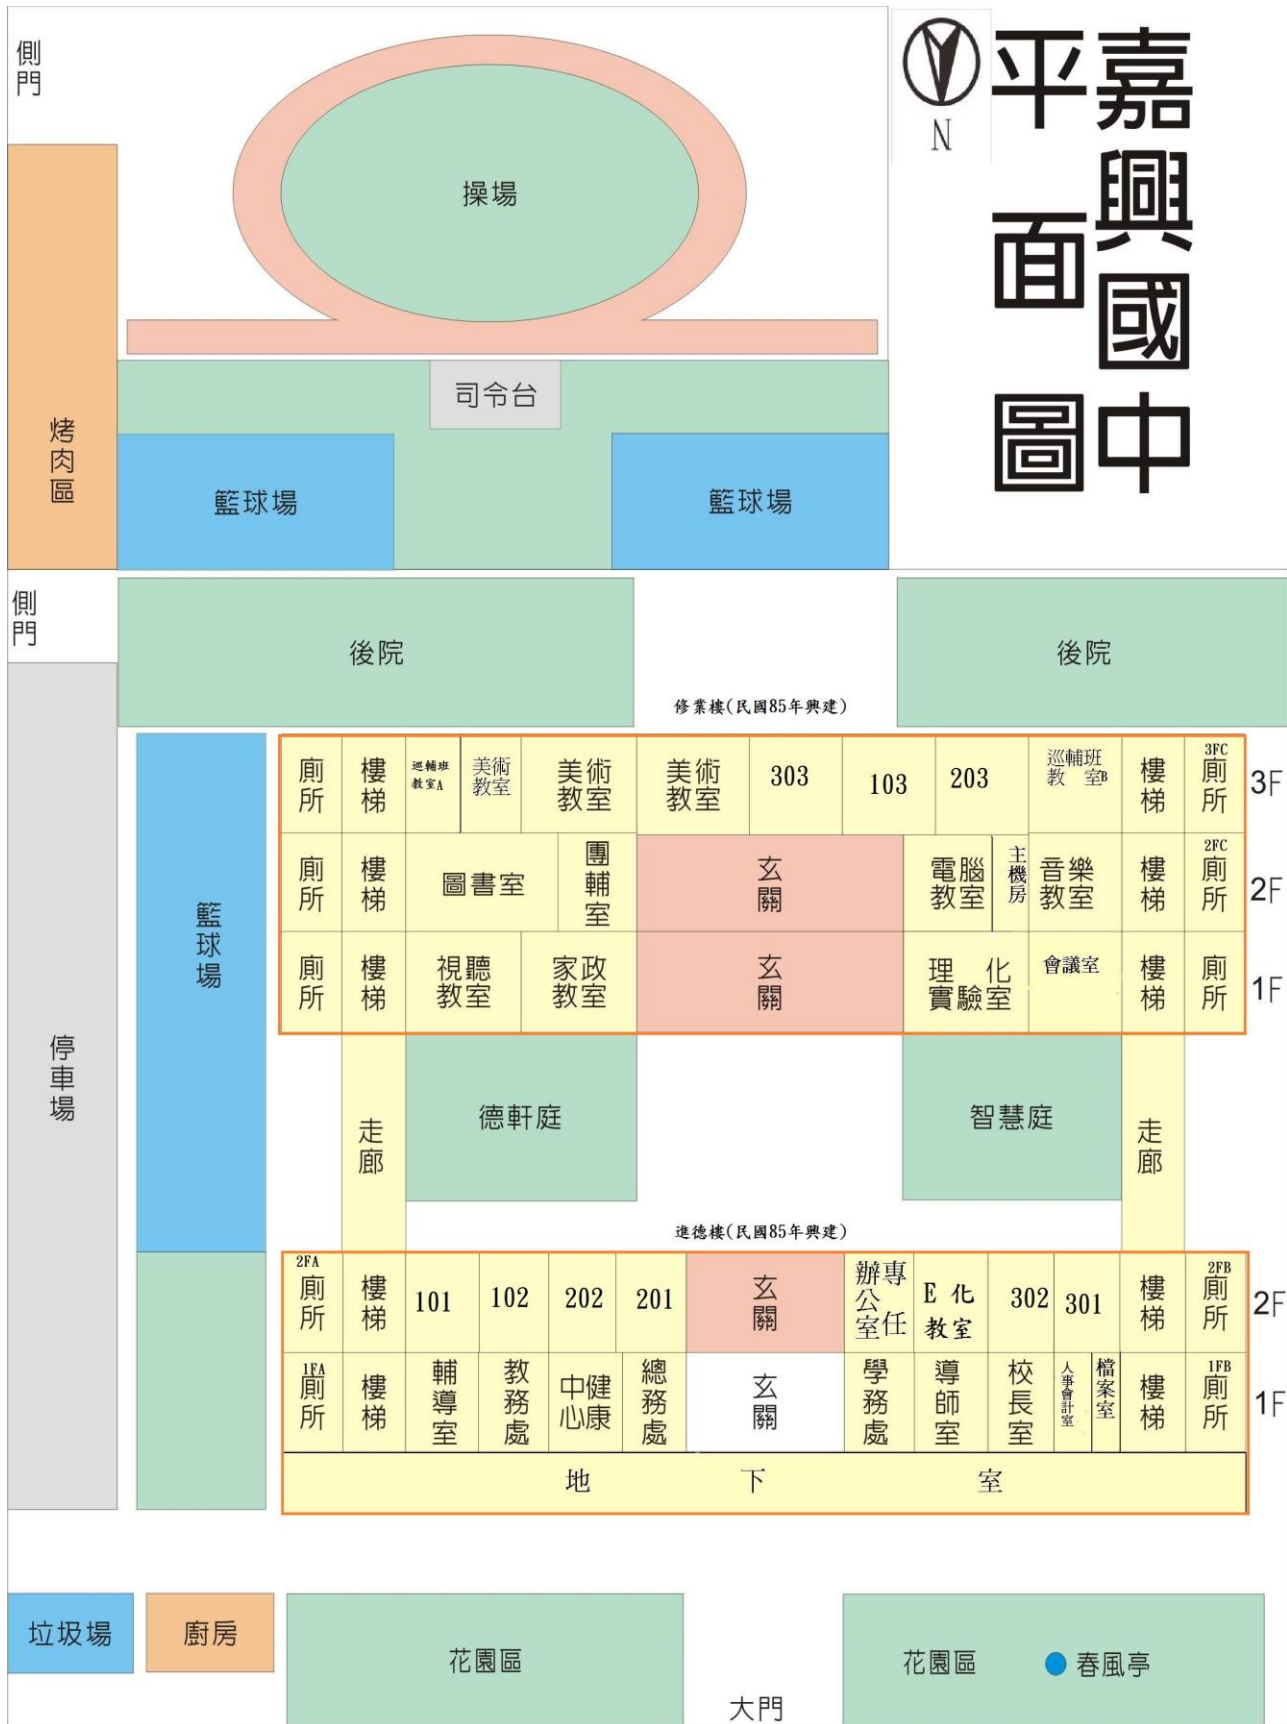 嘉興國中
平面圖
N
側門
操場
司令台
烤肉區
籃球場
籃球場
側門
後院
後院
修業樓(民國85年興建)
廁所
樓梯
巡輔班
教室A
美術
教室
美術
教室
美術
教室
303
103
203
巡輔班
教室B
樓梯
3FC
廁所
3F
廁所
樓梯
圖書室
團輔室
玄關
電腦
教室
主機房
音樂
教室
樓梯
2FC
廁所
2F
廁所
樓梯
視聽
教室
家政
教室
玄關
理化
實驗室
會議室
樓梯
廁所
1F
籃球場
停車場
走廊
德軒庭
智慧庭
走廊
進德樓(民國85年興建)
2FA
廁所
樓梯
101
102
202
201
玄關
專任
辦公室
E化
教室
302
301
樓梯
2FB
廁所
2F
1FA
廁所
樓梯
輔導室
教務處
健康
中心
總務處
玄關
學務處
導師室
校長室
人事會計室
檔案室
樓梯
1FB
廁所
1F
地下室
垃圾場
廚房
花園區
大門
花園區
春風亭